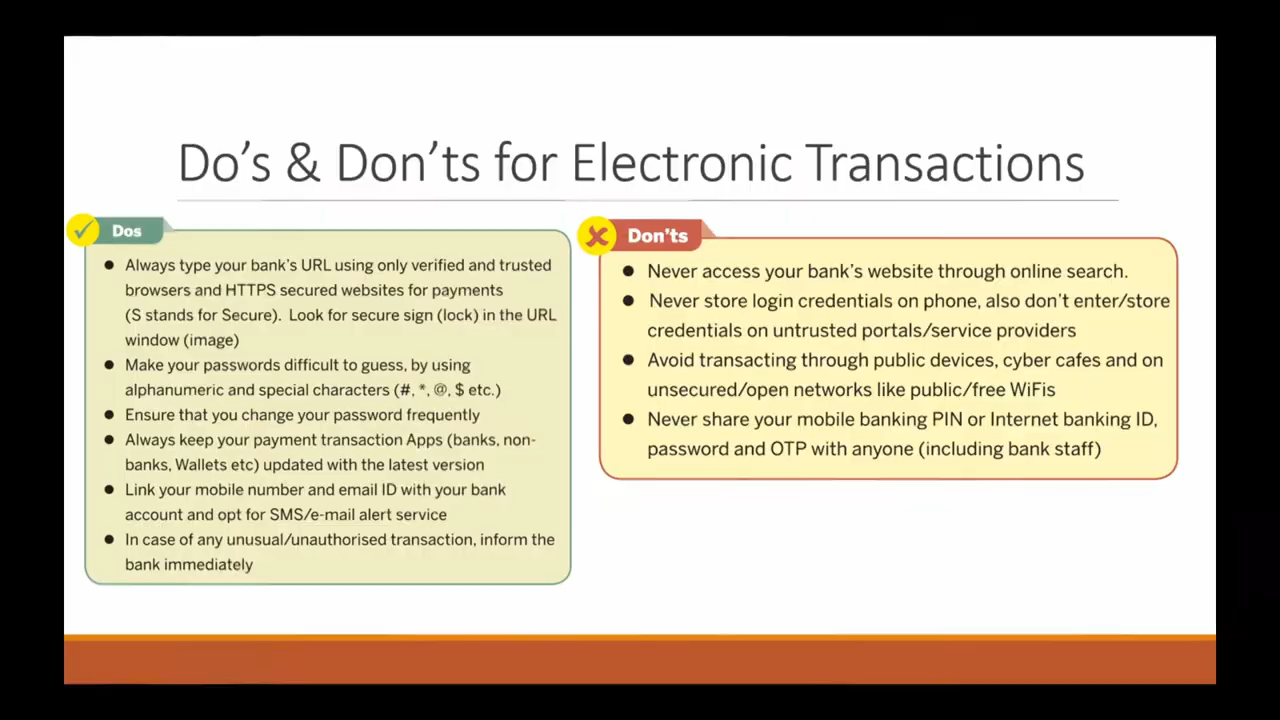 Do's & Don'ts for Electronic Transactions
Dos
● Always type your bank's URL using only verified and trusted
browsers and HTTPS secured websites for payments
(S stands for Secure). Look for secure sign (lock) in the URL
window (image)
● Make your passwords difficult to guess, by using
alphanumeric and special characters (#, *, @, $ etc.)
● Ensure that you change your password frequently
● Always keep your payment transaction Apps (banks, non-
banks, Wallets etc) updated with the latest version
● Link your mobile number and email ID with your bank
account and opt for SMS/e-mail alert service
● In case of any unusual/unauthorised transaction, inform the
bank immediately
Don'ts
● Never access your bank's website through online search.
● Never store login credentials on phone, also don't enter/store
credentials on untrusted portals/service providers
● Avoid transacting through public devices, cyber cafes and on
unsecured/open networks like public/free WiFis
● Never share your mobile banking PIN or Internet banking ID,
password and OTP with anyone (including bank staff)